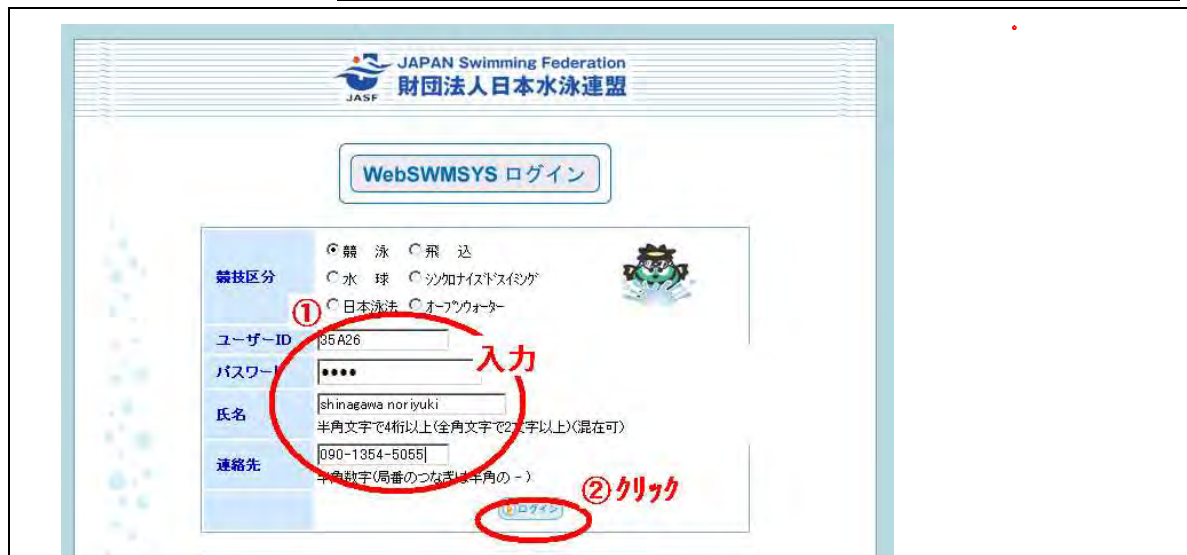 JAPAN Swimming Federation
財団法人日本水泳連盟
JASF
WebSWMSYS ログイン
競技区分
競 泳 飛 込
水 球 シンクロナイズドスイミング
① 日本泳法 オープンウォーター
ユーザーID 35A26
入力
パスワード ••••
氏名 shinagawa noriyuki
半角文字で4桁以上(全角文字で2文字以上)(混在可)
連絡先 090-1354-5055
半角数字(局番のつなぎは半角の - )
②クリック
ログイン